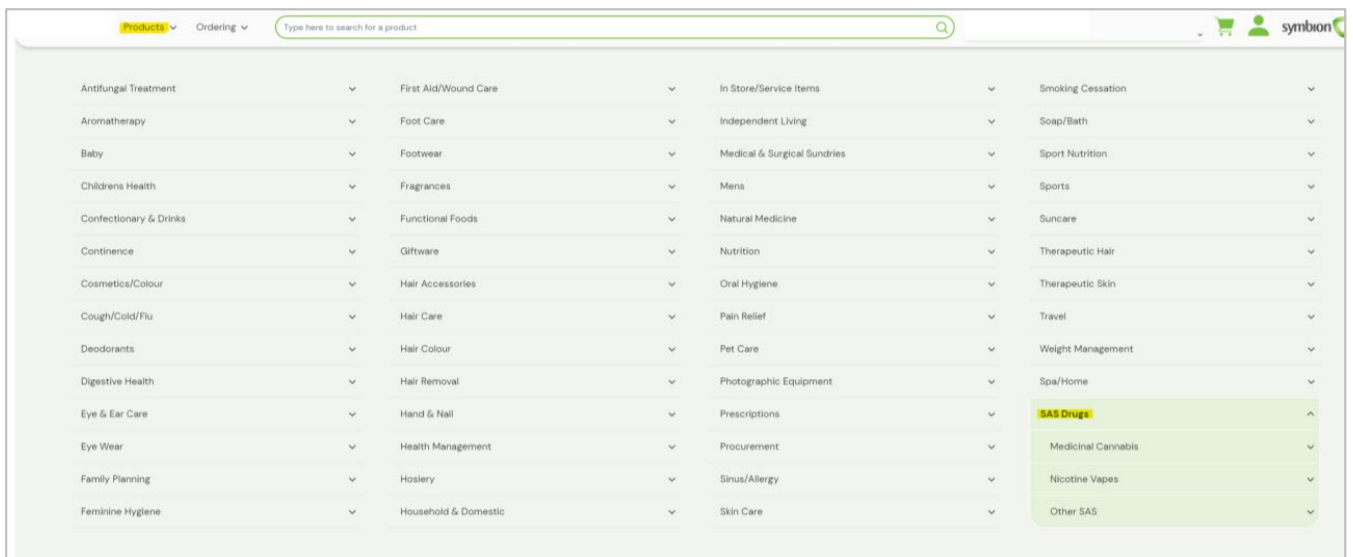 Products Ordering Type here to search for a product symbion
Antifungal Treatment
Aromatherapy
Baby
Childrens Health
Confectionary & Drinks
Continence
Cosmetics/Colour
Cough/Cold/Flu
Deodorants
Digestive Health
Eye & Ear Care
Eye Wear
Family Planning
Feminine Hygiene
First Aid/Wound Care
Foot Care
Footwear
Fragrances
Functional Foods
Giftware
Hair Accessories
Hair Care
Hair Colour
Hair Removal
Hand & Nail
Health Management
Hosiery
Household & Domestic
In Store/Service Items
Independent Living
Medical & Surgical Sundries
Mens
Natural Medicine
Nutrition
Oral Hygiene
Pain Relief
Pet Care
Photographic Equipment
Prescriptions
Procurement
Sinus/Allergy
Skin Care
Smoking Cessation
Soap/Bath
Sport Nutrition
Sports
Suncare
Therapeutic Hair
Therapeutic Skin
Travel
Weight Management
Spa/Home
SAS Drugs
Medicinal Cannabis
Nicotine Vapes
Other SAS